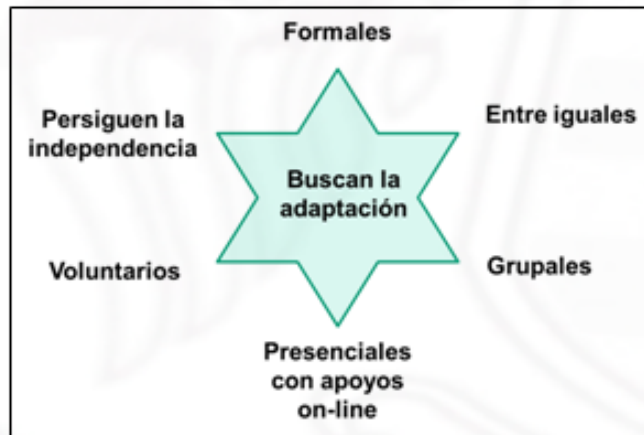 Formales
Persiguen la
independencia
Entre iguales
Buscan la
adaptación
Voluntarios
Grupales
Presenciales
con apoyos
on-line